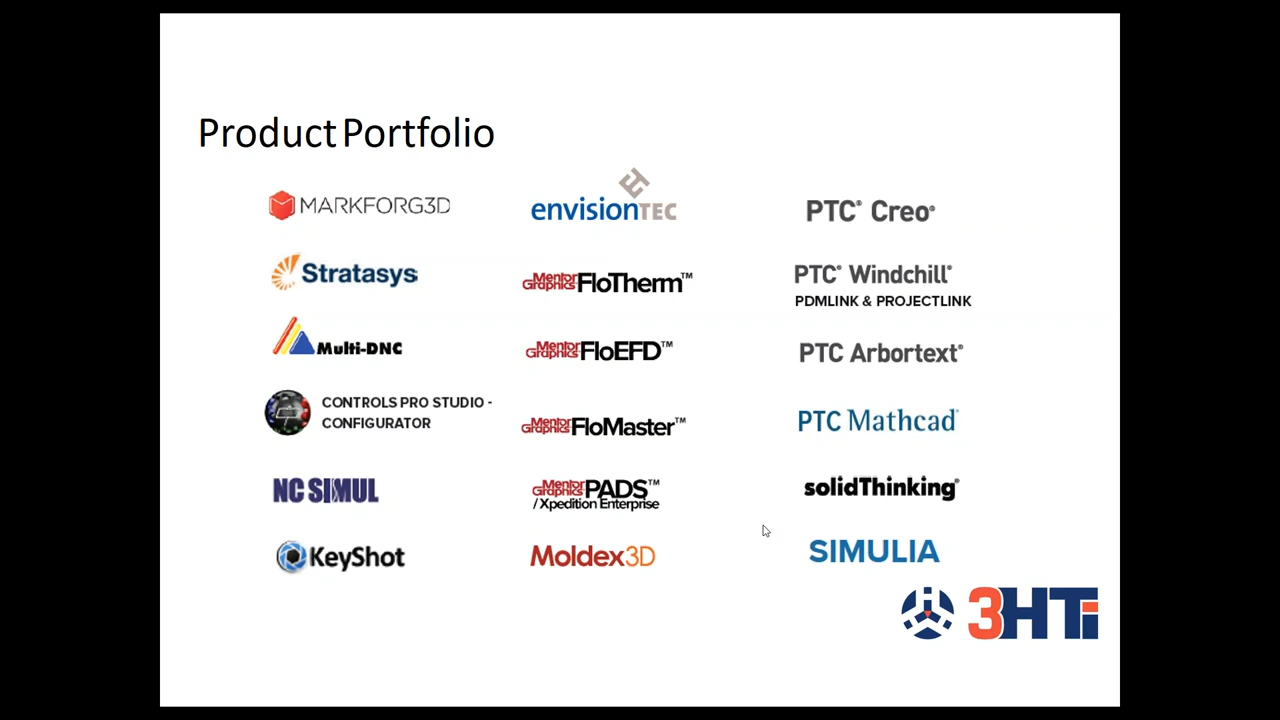 Product Portfolio
MARKFORG3D
Stratasys
Multi-DNC
CONTROLS PRO STUDIO -
CONFIGURATOR
NC SIMUL
KeyShot
envisionTEC
Mentor Graphics FloTherm™
Mentor Graphics FloEFD™
Mentor Graphics FloMaster™
Mentor Graphics PADS™
/ Xpedition Enterprise
Moldex3D
PTC® Creo®
PTC® Windchill®
PDMLINK & PROJECTLINK
PTC Arbortext®
PTC Mathcad®
solidThinking®
SIMULIA
3HTi